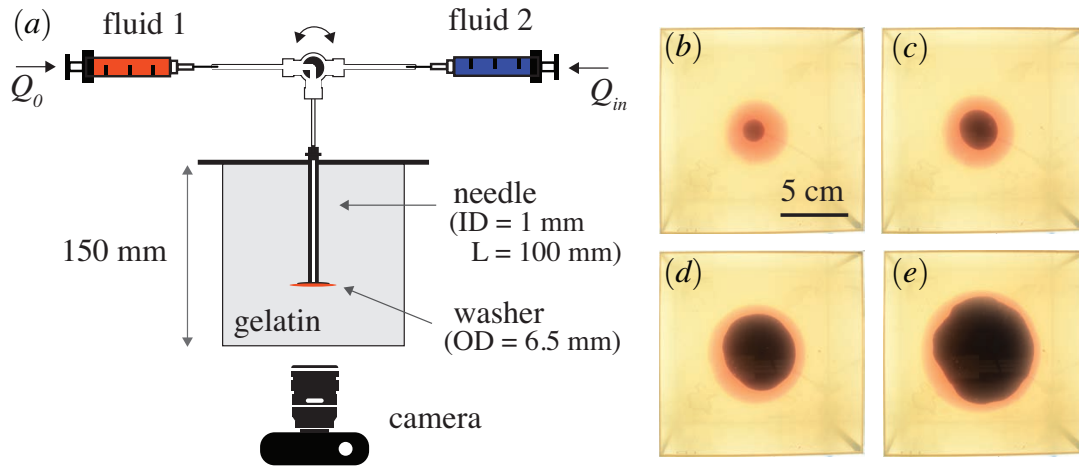 (a)
fluid 1
fluid 2
Q0
Qin
150 mm
needle
(ID = 1 mm
L = 100 mm)
gelatin
washer
(OD = 6.5 mm)
camera
(b)
5 cm
(c)
(d)
(e)